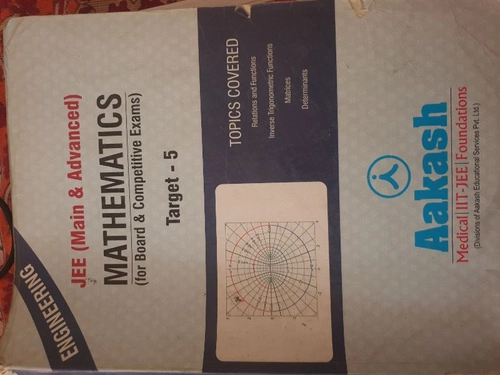 ENGINEERING
JEE (Main & Advanced)
MATHEMATICS
(for Board & Competitive Exams)
Target - 5
TOPICS COVERED
Relations and Functions
Inverse Trigonometric Functions
Matrices
Determinants
Aakash
Medical|IIT-JEE|Foundations
(Divisions of Aakash Educational Services Pvt. Ltd.)